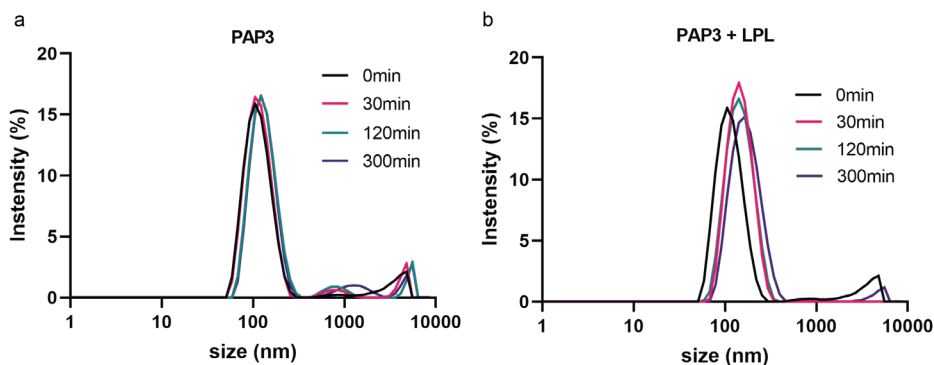 a
PAP3
Instensity (%)
20
15
10
5
0
1
10
100
1000
10000
size (nm)
0min
30min
120min
300min
b
PAP3 + LPL
Instensity (%)
20
15
10
5
0
1
10
100
1000
10000
size (nm)
0min
30min
120min
300min